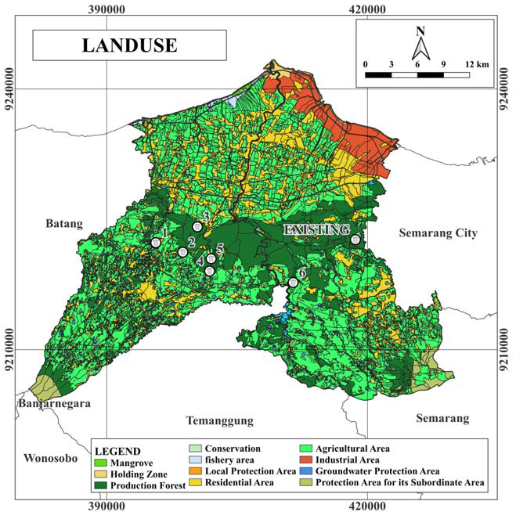 390000 420000
LANDUSE
N
0 3 6 9 12 km
9240000 9240000
Batang
Semarang City
EXISTING
1
2
3
4
5
6
9210000 9210000
Banjarnegara
Temanggung
Semarang
Wonosobo
LEGEND
Mangrove
Holding Zone
Production Forest
Conservation
fishery area
Local Protection Area
Residential Area
Agricultural Area
Industrial Area
Groundwater Protection Area
Protection Area for its Subordinate Area
390000 420000